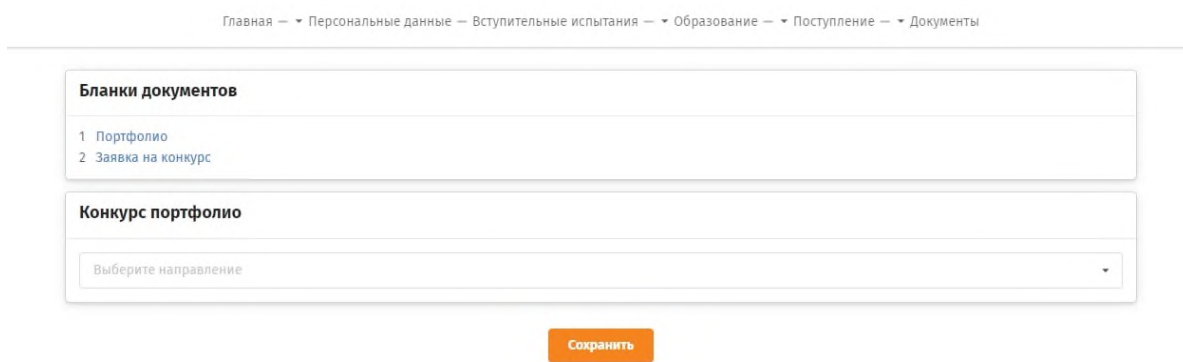 Главная — Персональные данные — Вступительные испытания — Образование — Поступление — Документы
Бланки документов
1 Портфолио
2 Заявка на конкурс
Конкурс портфолио
Выберите направление
Сохранить